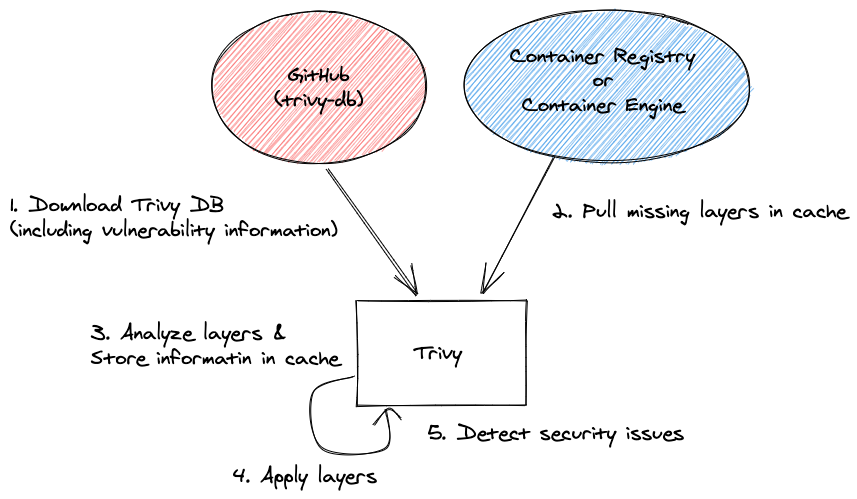 GitHub
(trivy-db)
Container Registry
or
Container Engine
1. Download Trivy DB
(including vulnerability information)
2. Pull missing layers in cache
3. Analyze layers &
Store informatin in cache
Trivy
5. Detect security issues
4. Apply layers